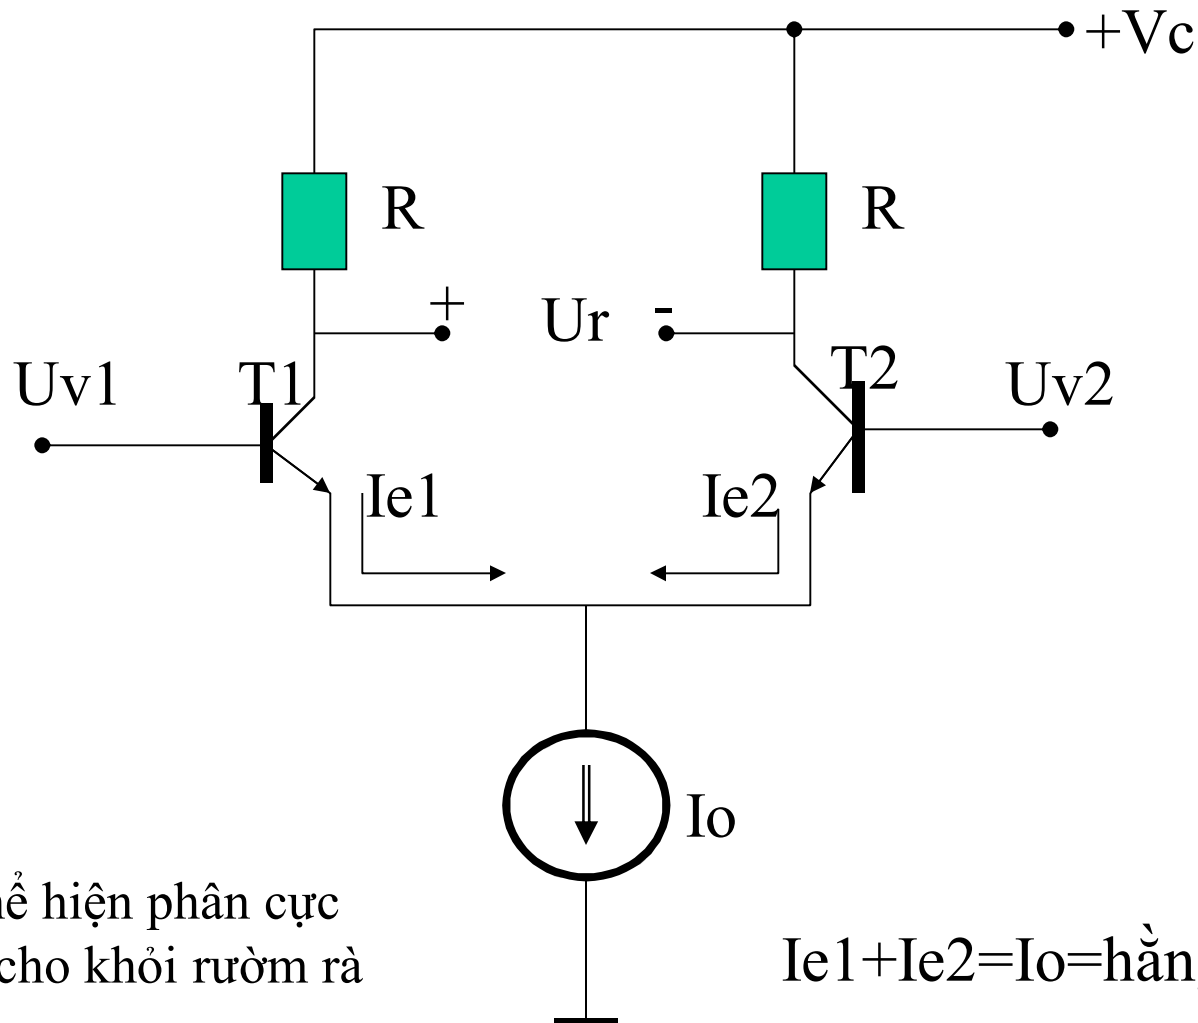 +Vc
R
R
+
Ur
-
Uv1
T1
T2
Uv2
Ie1
Ie2
Io
hiện phân cực
cho khỏi rườm rà
Ie1+Ie2=Io=hằn